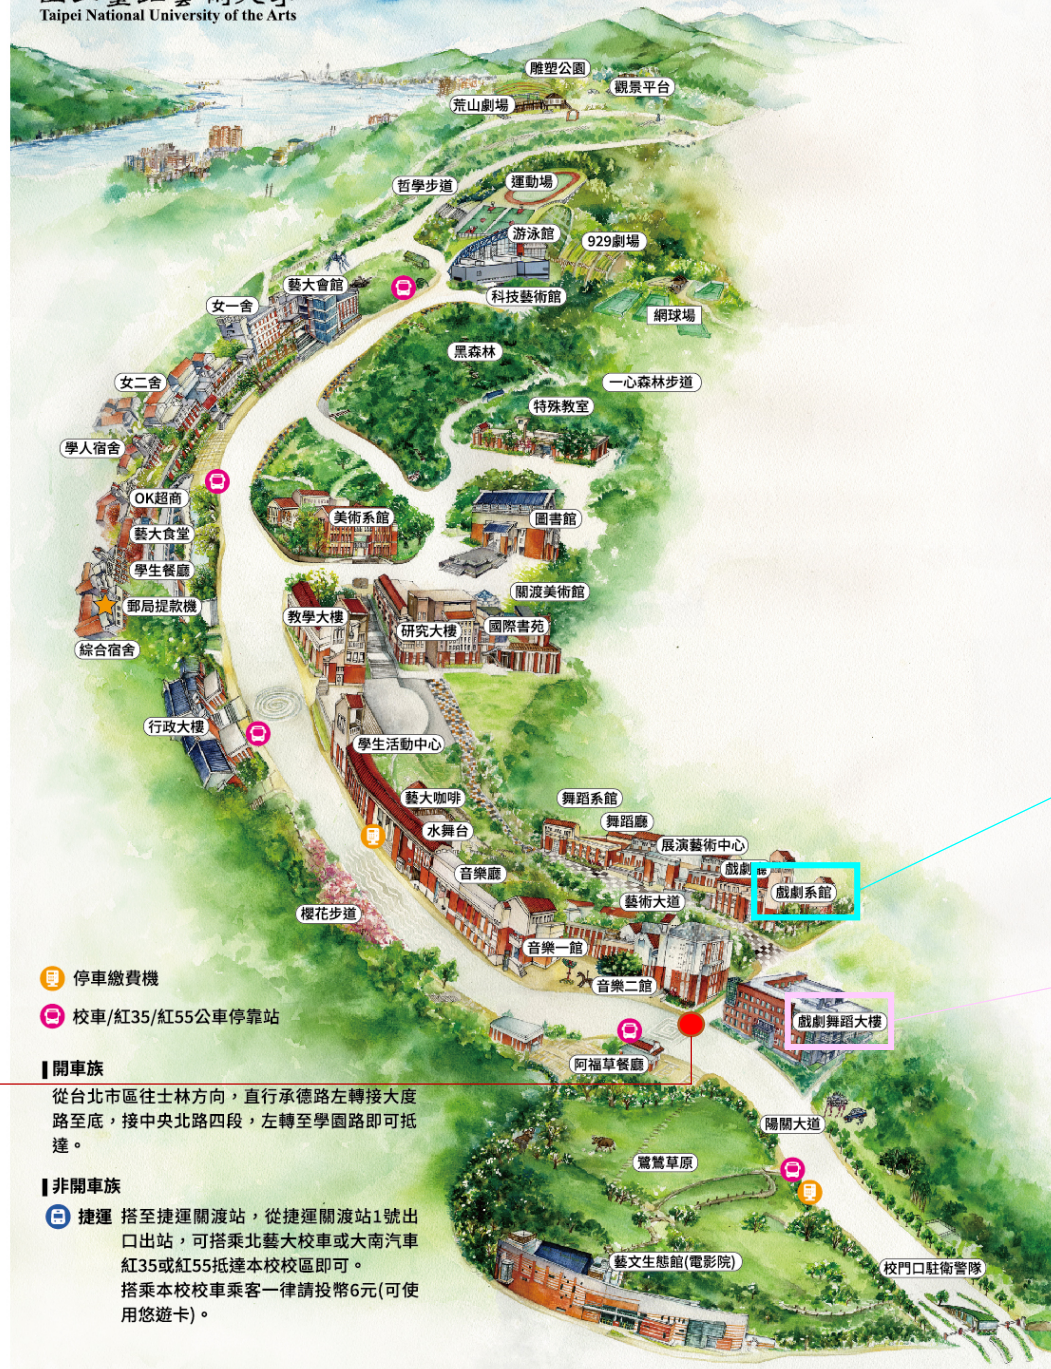 Taipei National University of the Arts
雕塑公園
觀景平台
荒山劇場
哲學步道
運動場
游泳館
929劇場
藝大會館
科技藝術館
女一舍
網球場
黑森林
女二舍
一心森林步道
特殊教室
學人宿舍
OK超商
美術系館
圖書館
藝大食堂
學生餐廳
關渡美術館
郵局提款機
教學大樓
研究大樓
國際書苑
綜合宿舍
行政大樓
學生活動中心
藝大咖啡
舞蹈系館
水舞台
舞蹈廳
展演藝術中心
音樂廳
戲劇
戲劇系館
藝術大道
櫻花步道
音樂一館
音樂二館
停車繳費機
校車/紅35/紅55公車停靠站
戲劇舞蹈大樓
阿福草餐廳
開車族
從台北市區往士林方向，直行承德路左轉接大度
路至底，接中央北路四段，左轉至學園路即可抵
達。
陽關大道
鷺鷥草原
非開車族
捷運 搭至捷運關渡站，從捷運關渡站1號出
口出站，可搭乘北藝大校車或大南汽車
紅35或紅55抵達本校校區即可。
搭乘本校校車乘客一律請投幣6元(可使
用悠遊卡)。
藝文生態館(電影院)
校門口駐衛警隊